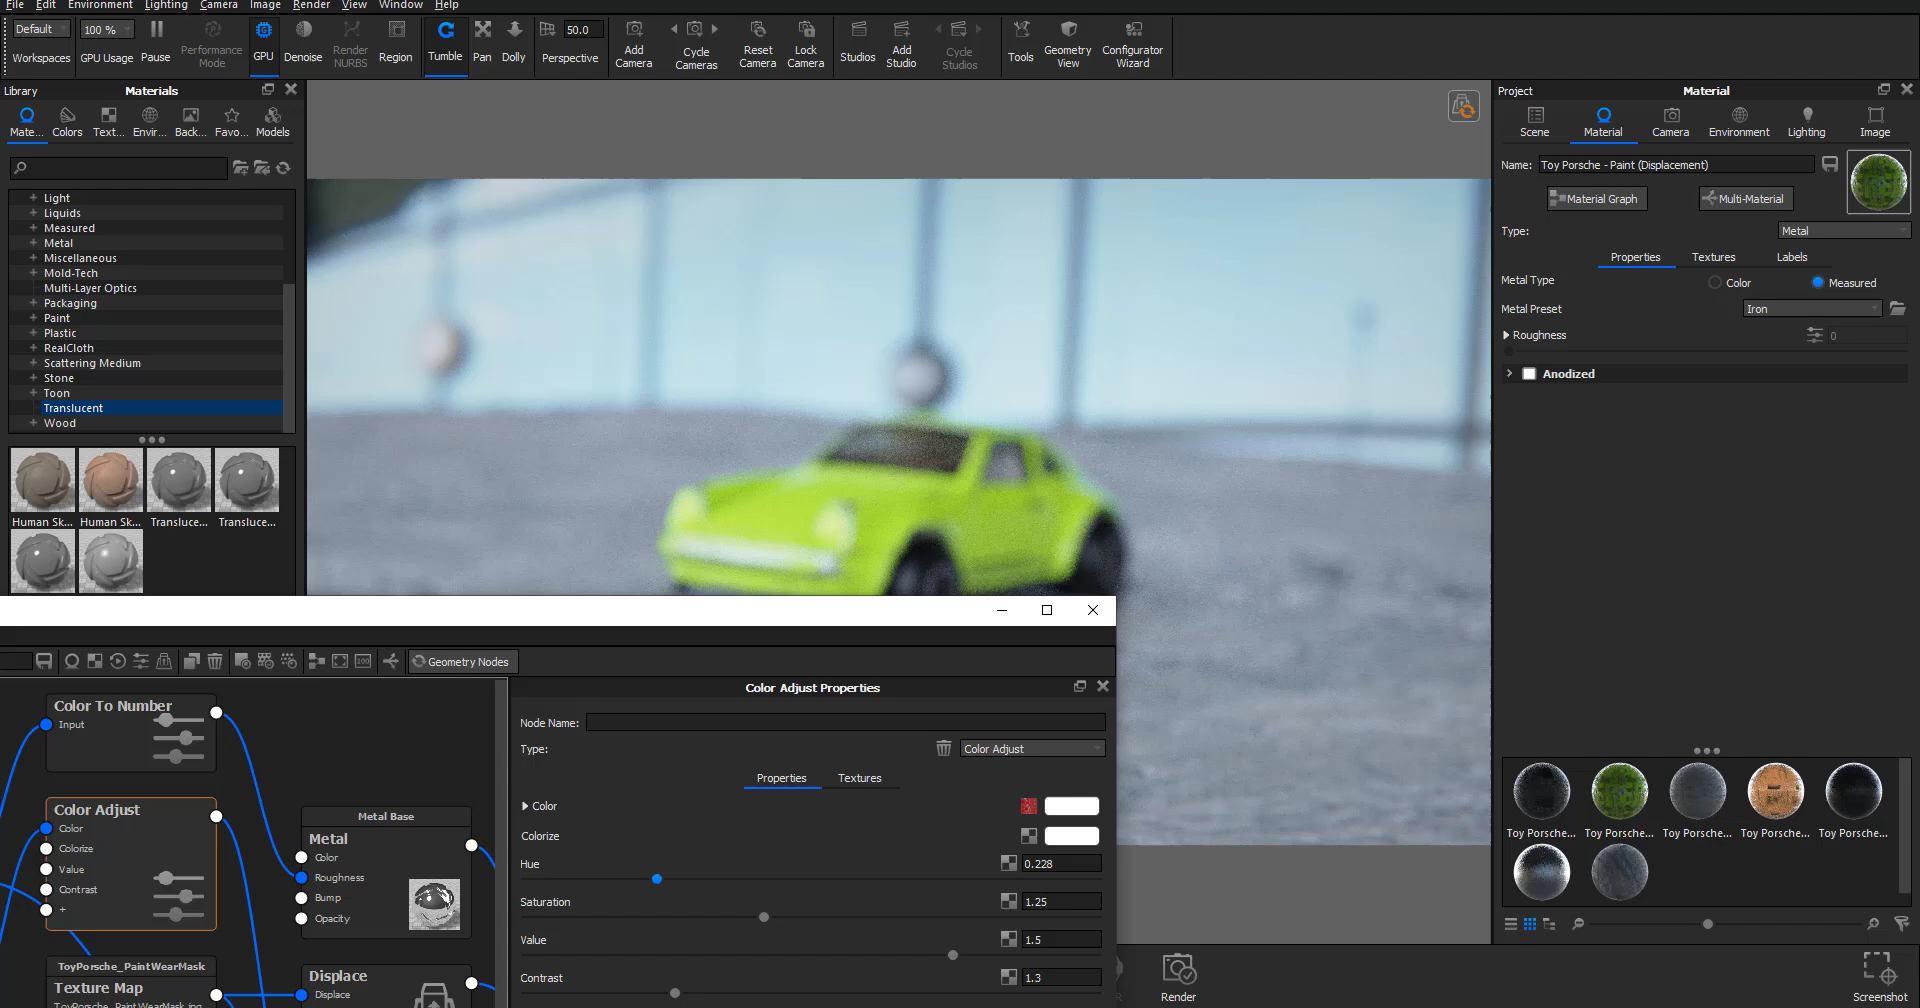 File Edit Environment Lighting Camera Image Render View Window Help
Default
100 %
50.0
Workspaces
GPU Usage
Pause
Performance
Mode
GPU
Denoise
Render
NURBS
Region
Tumble
Pan
Dolly
Perspective
Add
Camera
Cycle
Cameras
Reset
Camera
Lock
Camera
Studios
Add
Studio
Cycle
Studios
Tools
Geometry
View
Configurator
Wizard
Library
Materials
Mate...
Colors
Text...
Envir...
Back...
Favo...
Models
Light
Liquids
Measured
Metal
Miscellaneous
Mold-Tech
Multi-Layer Optics
Packaging
Paint
Plastic
RealCloth
Scattering Medium
Stone
Toon
Translucent
Wood
Human Sk...
Human Sk...
Transluce...
Transluce...
Project
Material
Scene
Material
Camera
Environment
Lighting
Image
Name: Toy Porsche - Paint (Displacement)
Material Graph
Multi-Material
Type: Metal
Properties
Textures
Labels
Metal Type
Color
Measured
Metal Preset
Iron
Roughness
0
Anodized
Toy Porsche...
Toy Porsche...
Toy Porsche...
Toy Porsche...
Toy Porsche...
Geometry Nodes
Color To Number
Input
Color Adjust
Color
Colorize
Value
Contrast
+
ToyPorsche_PaintWearMask
Texture Map
Metal Base
Metal
Color
Roughness
Bump
Opacity
Displace
Displace
Color Adjust Properties
Node Name:
Type: Color Adjust
Properties
Textures
Color
Colorize
Hue 0.228
Saturation 1.25
Value 1.5
Contrast 1.3
Render
Screenshot